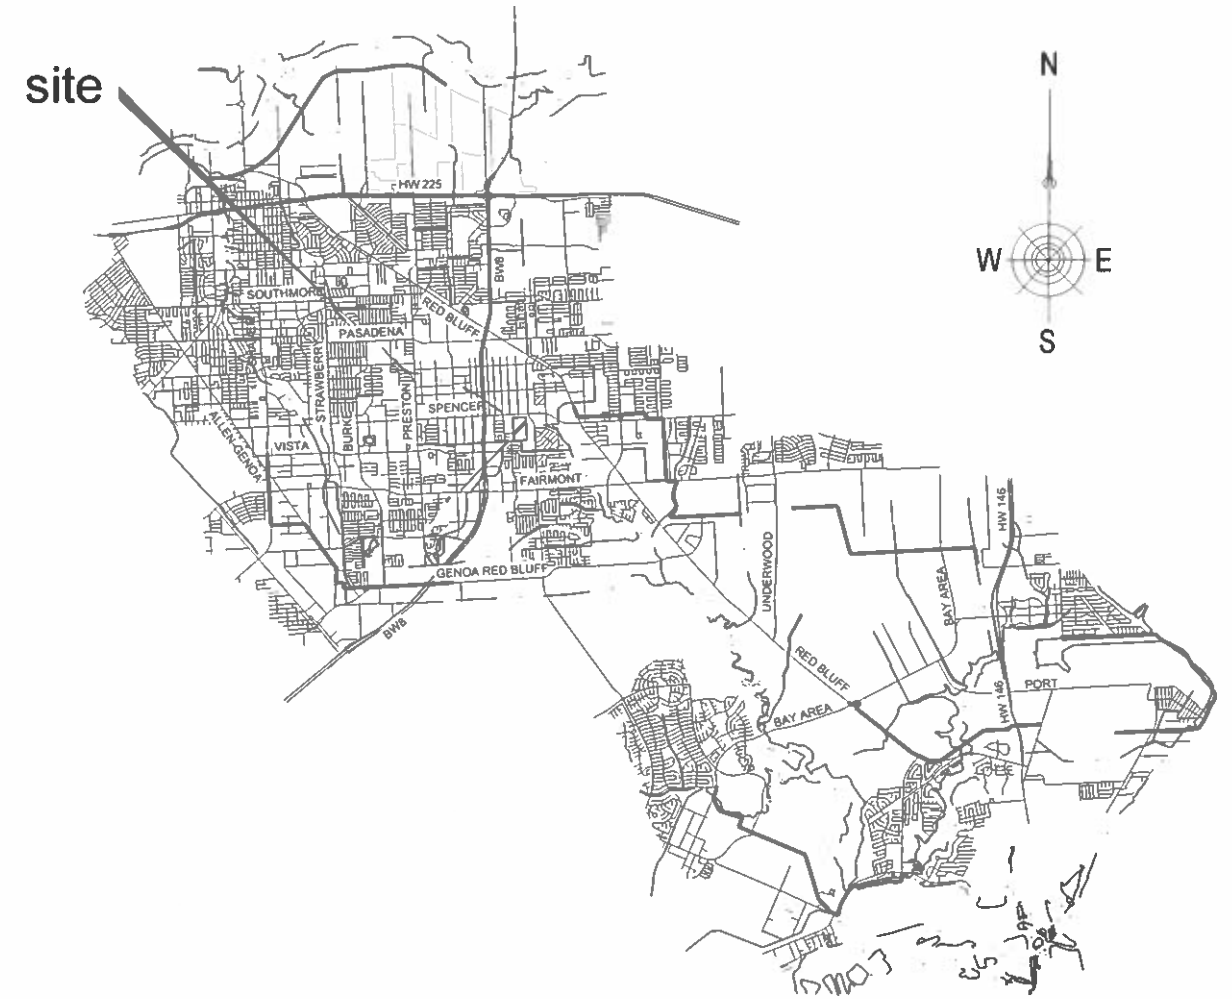 N
site
HW 225
W E
BW8
SOUTHMORE
RED BLUFF
PASADENA
S
STRAWBERRY
BURK
PRESTON
SPENCER
ALLEN-GENOA
VISTA
FAIRMONT
HW 146
UNDERWOOD
GENOA RED BLUFF
BAY AREA
BW8
RED BLUFF
PORT
HW 146
BAY AREA